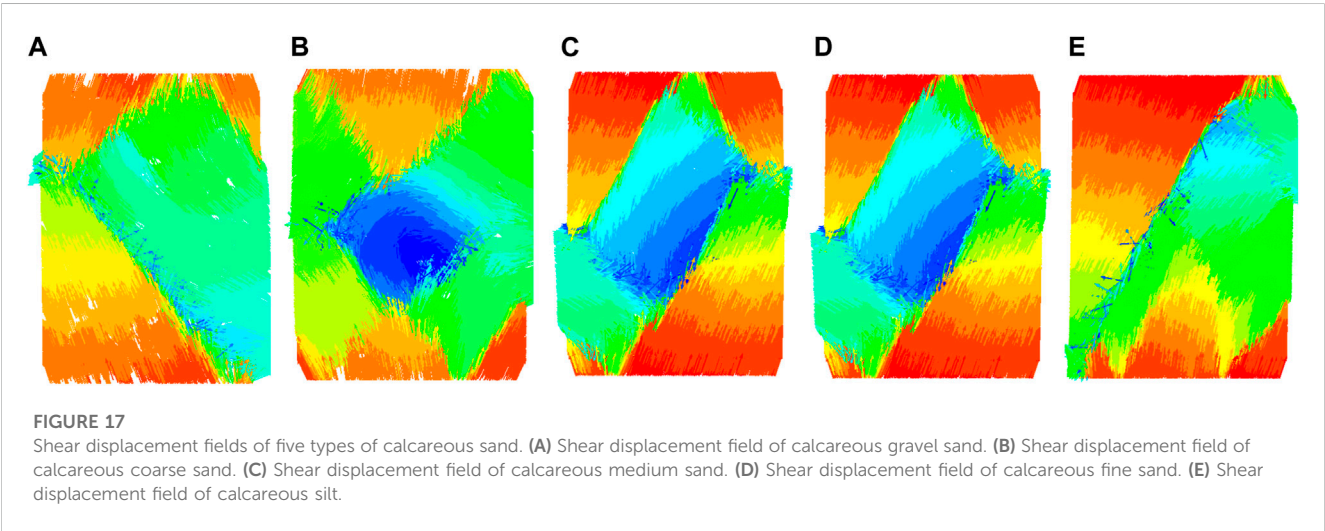 A B C D E
FIGURE 17
Shear displacement fields of five types of calcareous sand. (A) Shear displacement field of calcareous gravel sand. (B) Shear displacement field of
calcareous coarse sand. (C) Shear displacement field of calcareous medium sand. (D) Shear displacement field of calcareous fine sand. (E) Shear
displacement field of calcareous silt.